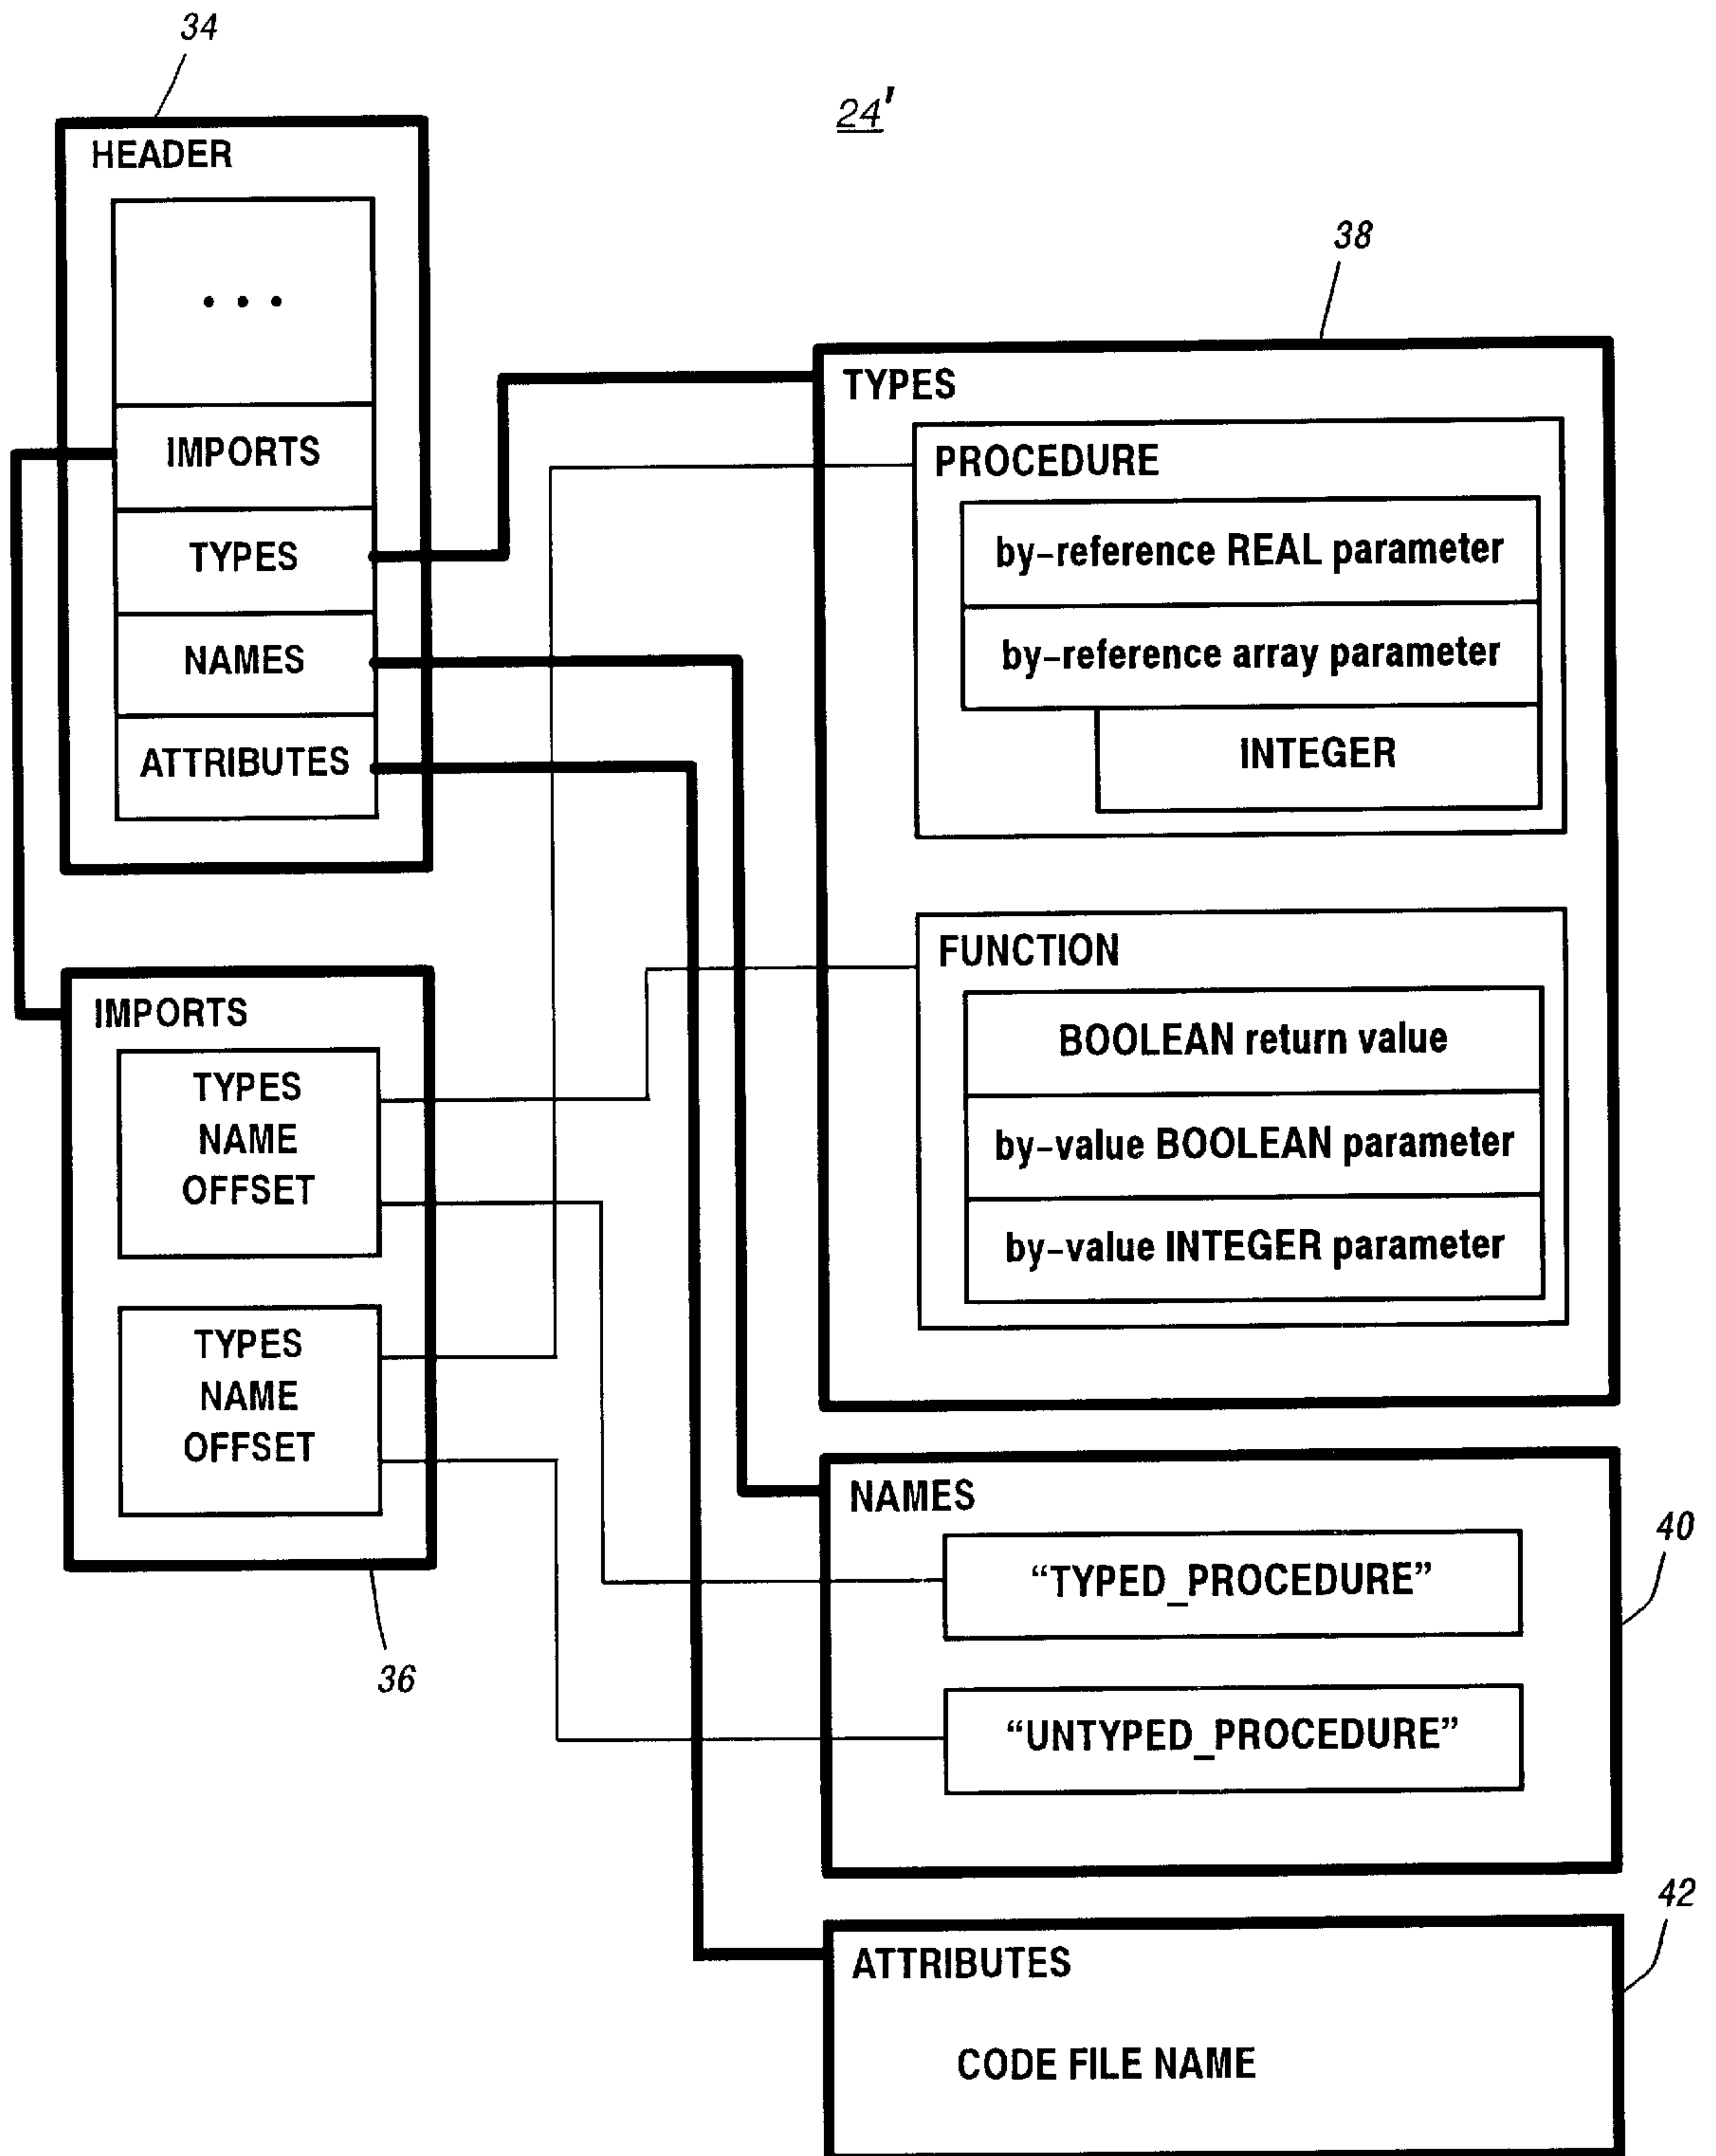 34
24'
HEADER
• • •
IMPORTS
TYPES
NAMES
ATTRIBUTES
38
TYPES
PROCEDURE
by-reference REAL parameter
by-reference array parameter
INTEGER
FUNCTION
BOOLEAN return value
by-value BOOLEAN parameter
by-value INTEGER parameter
IMPORTS
TYPES
NAME
OFFSET
TYPES
NAME
OFFSET
36
NAMES
40
“TYPED_PROCEDURE”
“UNTYPED_PROCEDURE”
42
ATTRIBUTES
CODE FILE NAME